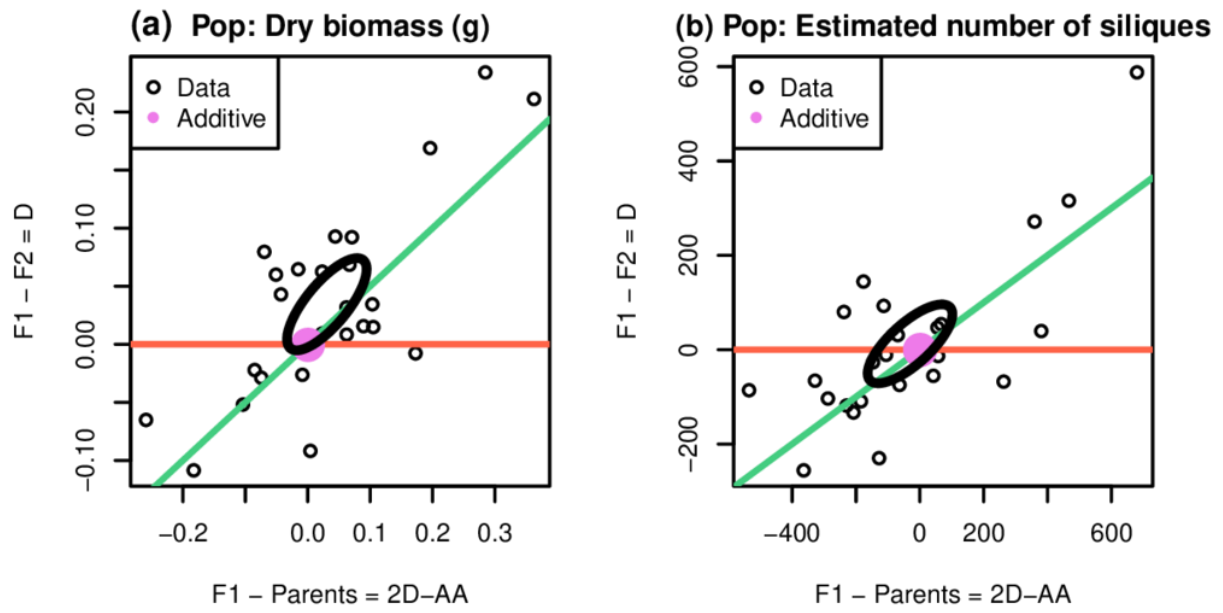 (a) Pop: Dry biomass (g)
Data
Additive
F1 − F2 = D
0.20
0.10
0.00
−0.10
−0.2
0.0
0.1
0.2
0.3
F1 − Parents = 2D−AA
(b) Pop: Estimated number of siliques
Data
Additive
F1 − F2 = D
600
400
200
0
−200
−400
0
200
600
F1 − Parents = 2D−AA